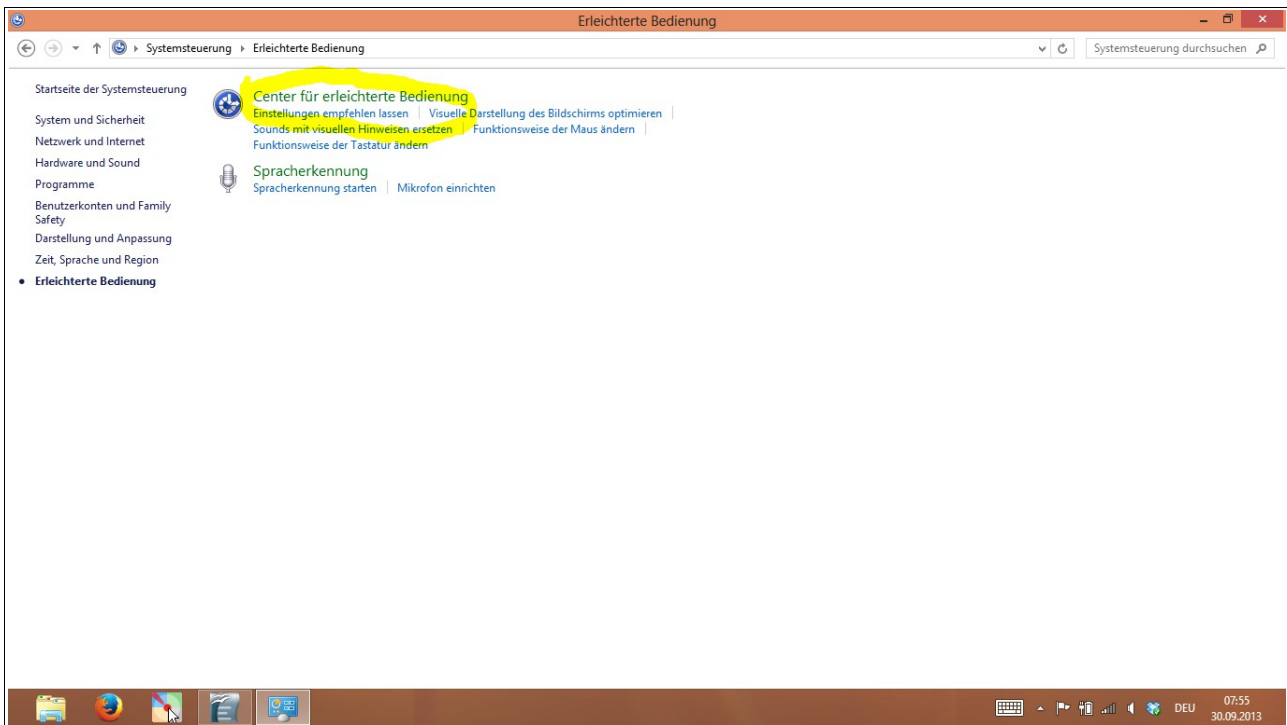 Erleichterte Bedienung
Systemsteuerung Erleichterte Bedienung
Systemsteuerung durchsuchen
Startseite der Systemsteuerung
System und Sicherheit
Netzwerk und Internet
Hardware und Sound
Programme
Benutzerkonten und Family
Safety
Darstellung und Anpassung
Zeit, Sprache und Region
Erleichterte Bedienung
Center für erleichterte Bedienung
Einstellungen empfehlen lassen Visuelle Darstellung des Bildschirms optimieren
Sounds mit visuellen Hinweisen ersetzen Funktionsweise der Maus ändern
Funktionsweise der Tastatur ändern
Spracherkennung
Spracherkennung starten Mikrofon einrichten
DEU
07:55
30.09.2013